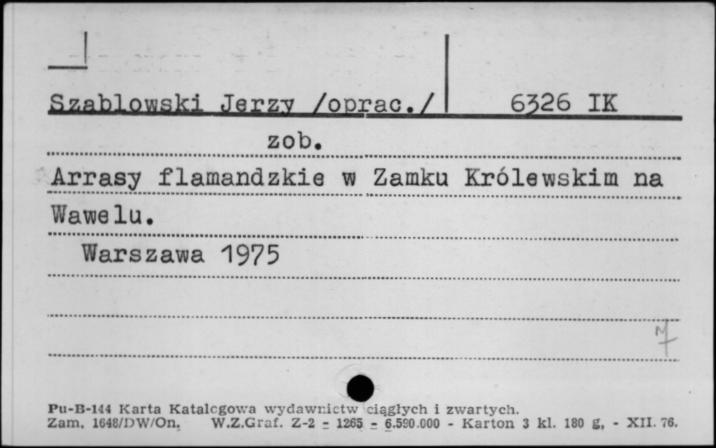 Szablowski Jerzy /oprac./ 6326 IK
zob.
Arrasy flamandzkie w Zamku Królewskim na
Wawelu.
Warszawa 1975
Pu-B-144 Karta Katalogowa wydawnictw ciągłych i zwartych.
Zam. 1648/DW/On. W.Z.Graf. Z-2 = 1265 = 6.590.000 - Karton 3 kl. 180 g, - XII. 76.